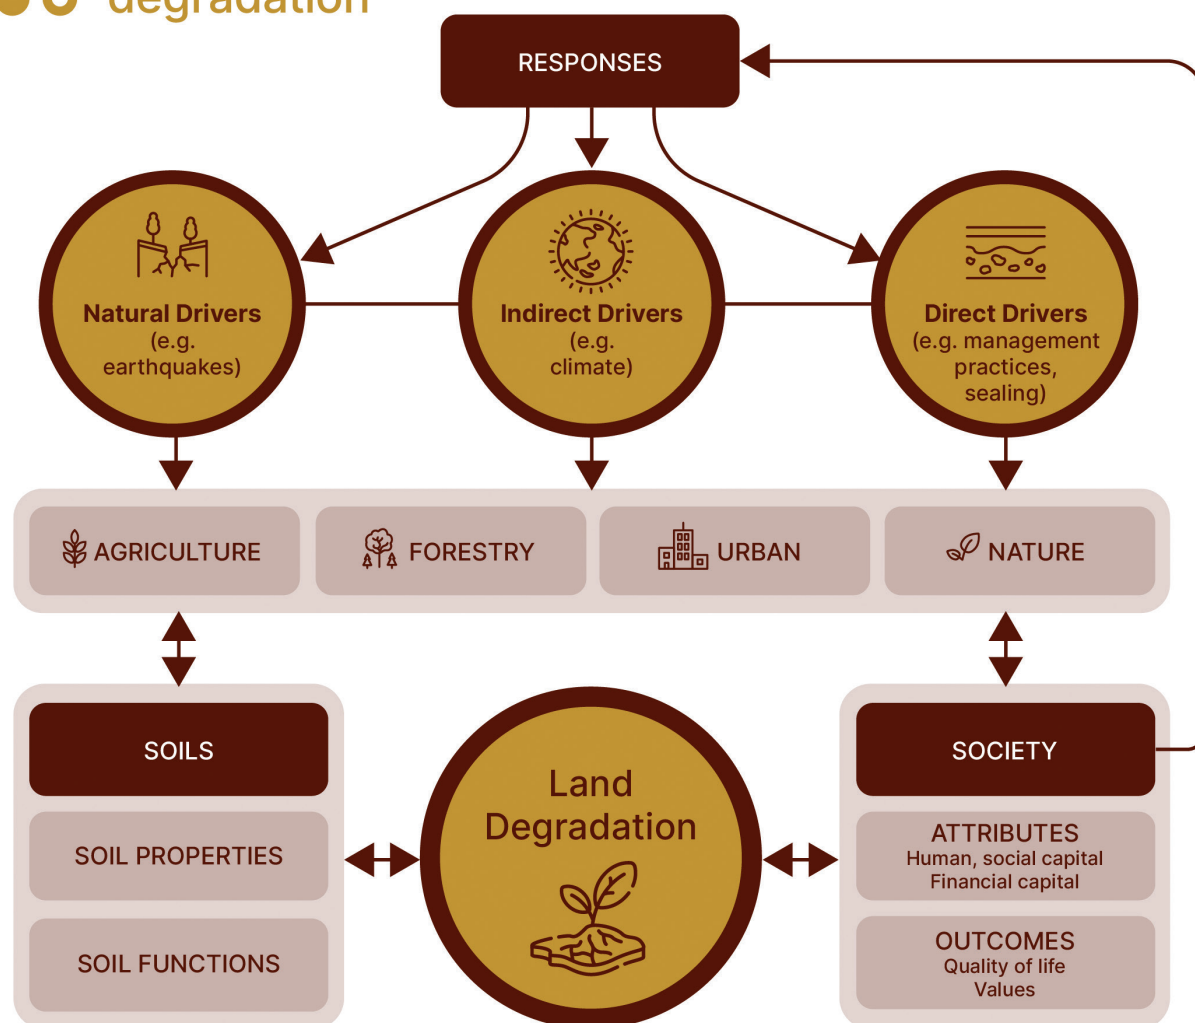 degradation
RESPONSES
Natural Drivers
(e.g.
earthquakes)
Indirect Drivers
(e.g.
climate)
Direct Drivers
(e.g. management
practices,
sealing)
AGRICULTURE
FORESTRY
URBAN
NATURE
SOILS
SOIL PROPERTIES
SOIL FUNCTIONS
Land
Degradation
SOCIETY
ATTRIBUTES
Human, social capital
Financial capital
OUTCOMES
Quality of life
Values